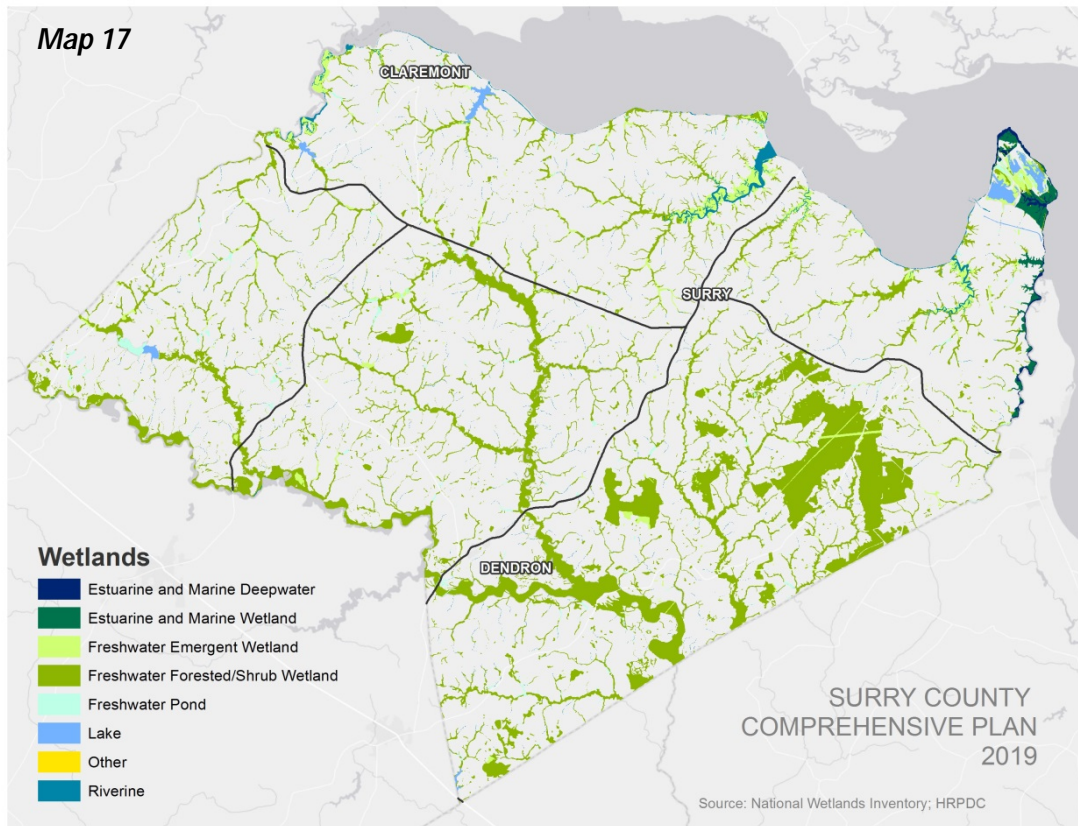 Map 17
CLAREMONT
SURRY
DENDRON
Wetlands
Estuarine and Marine Deepwater
Estuarine and Marine Wetland
Freshwater Emergent Wetland
Freshwater Forested/Shrub Wetland
Freshwater Pond
Lake
Other
Riverine
SURRY COUNTY
COMPREHENSIVE PLAN
2019
Source: National Wetlands Inventory; HRPDC